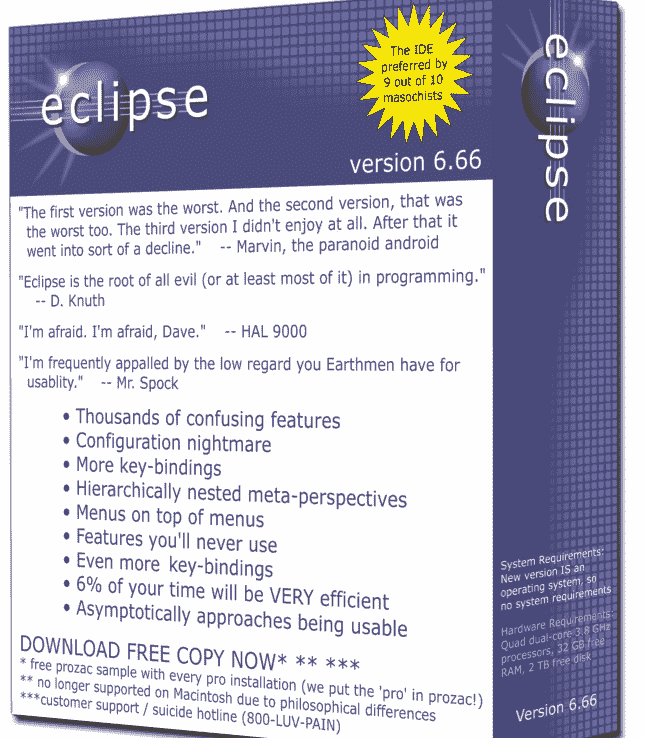 eclipse
The IDE
preferred by
9 out of 10
masochists
version 6.66
"The first version was the worst. And the second version, that was
the worst too. The third version I didn't enjoy at all. After that it
went into sort of a decline." -- Marvin, the paranoid android
"Eclipse is the root of all evil (or at least most of it) in programming."
-- D. Knuth
"I'm afraid. I'm afraid, Dave." -- HAL 9000
"I'm frequently appalled by the low regard you Earthmen have for
usablity." -- Mr. Spock
• Thousands of confusing features
• Configuration nightmare
• More key-bindings
• Hierarchically nested meta-perspectives
• Menus on top of menus
• Features you'll never use
• Even more key-bindings
• 6% of your time will be VERY efficient
• Asymptotically approaches being usable
DOWNLOAD FREE COPY NOW* ** ***
* free prozac sample with every pro installation (we put the 'pro' in prozac!)
** no longer supported on Macintosh due to philosophical differences
***customer support / suicide hotline (800-LUV-PAIN)
eclipse
System Requirements:
New version IS an
operating system, so
no system requirements
Hardware Requirements:
Quad dual-core 3.8 GHz
processors, 32 GB free
RAM, 2 TB free disk
Version 6.66